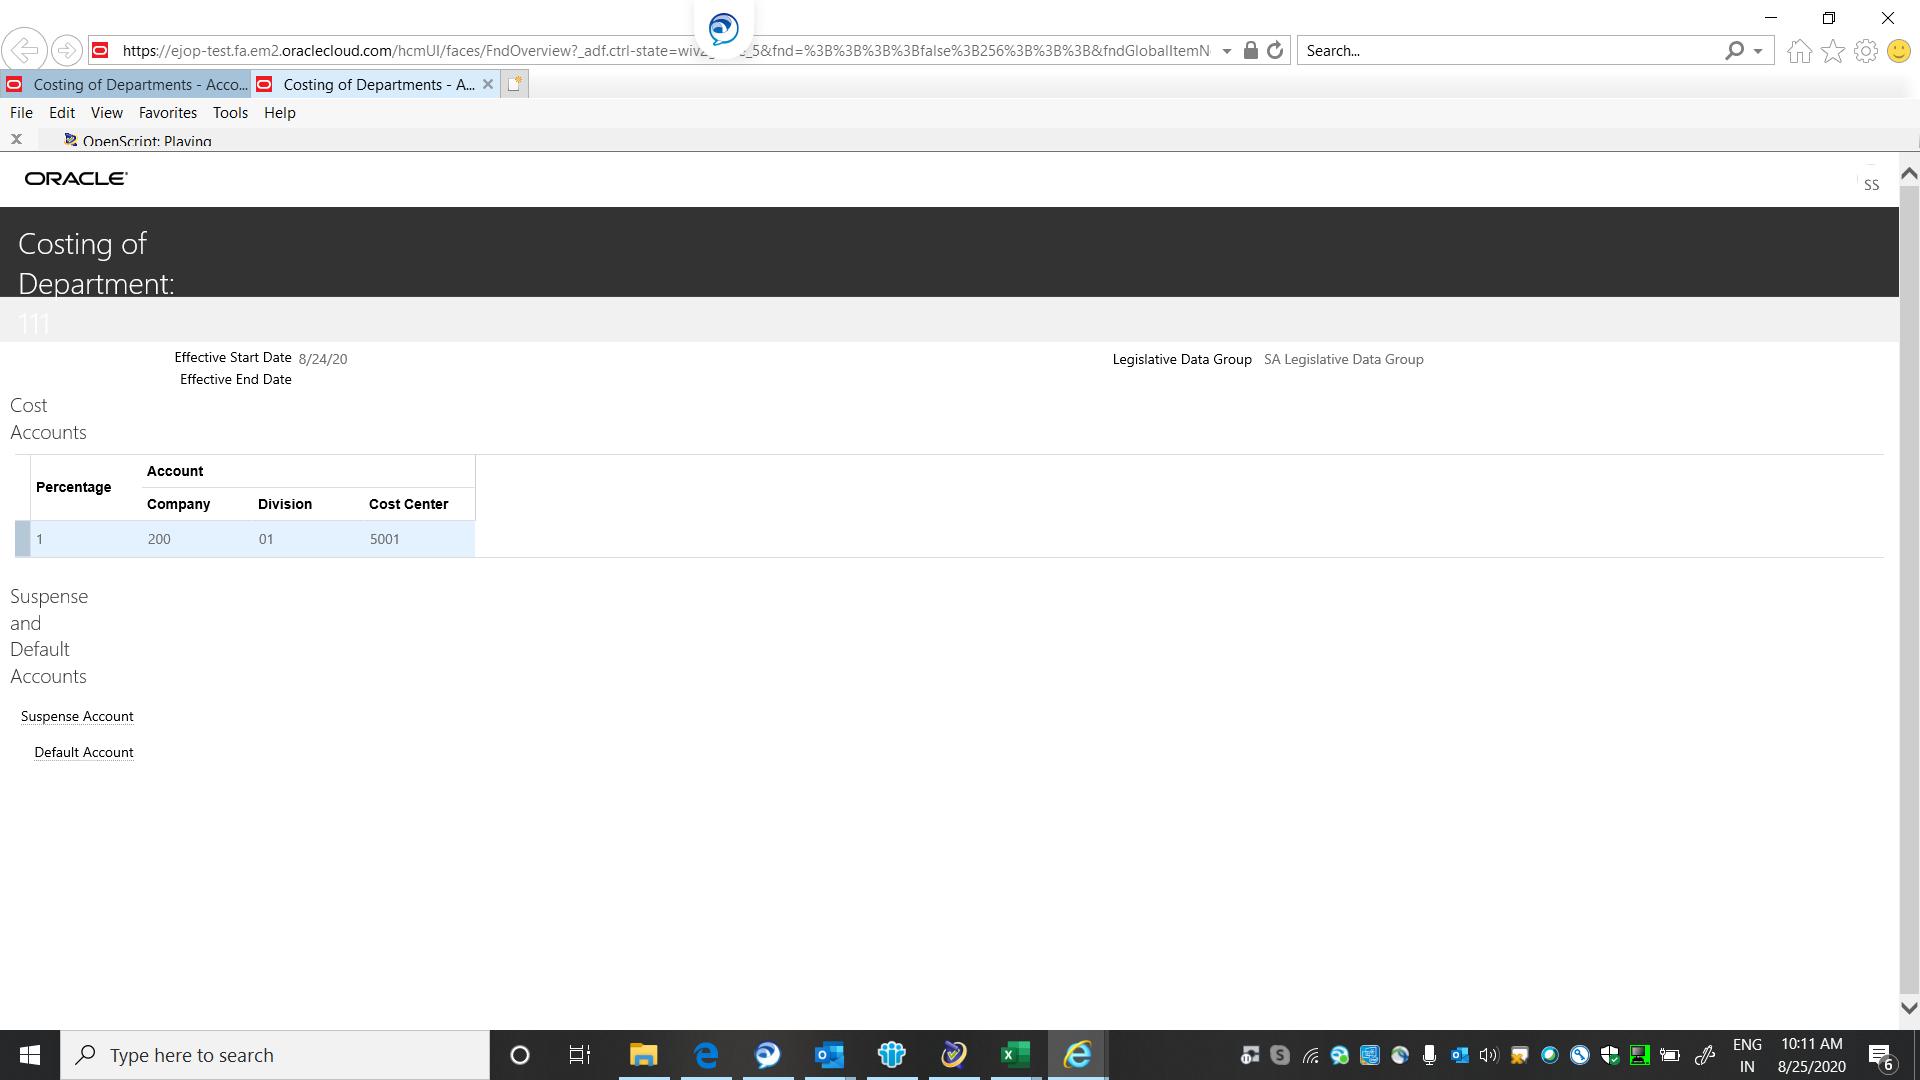 https://ejop-test.fa.em2.oraclecloud.com/hcmUI/faces/FndOverview?_adf.ctrl-state=wiv2 5&fnd=%3B%3B%3B%3Bfalse%3B256%3B%3B%3B&fndGlobalItemN
Search...
Costing of Departments - Acco...
Costing of Departments - A...
File Edit View Favorites Tools Help
OpenScript: Playing
ORACLE
SS
Costing of
Department:
111
Effective Start Date 8/24/20
Legislative Data Group SA Legislative Data Group
Effective End Date
Cost
Accounts
Percentage
Account
Company Division Cost Center
1 200 01 5001
Suspense
and
Default
Accounts
Suspense Account
Default Account
Type here to search
ENG
IN
10:11 AM
8/25/2020
6